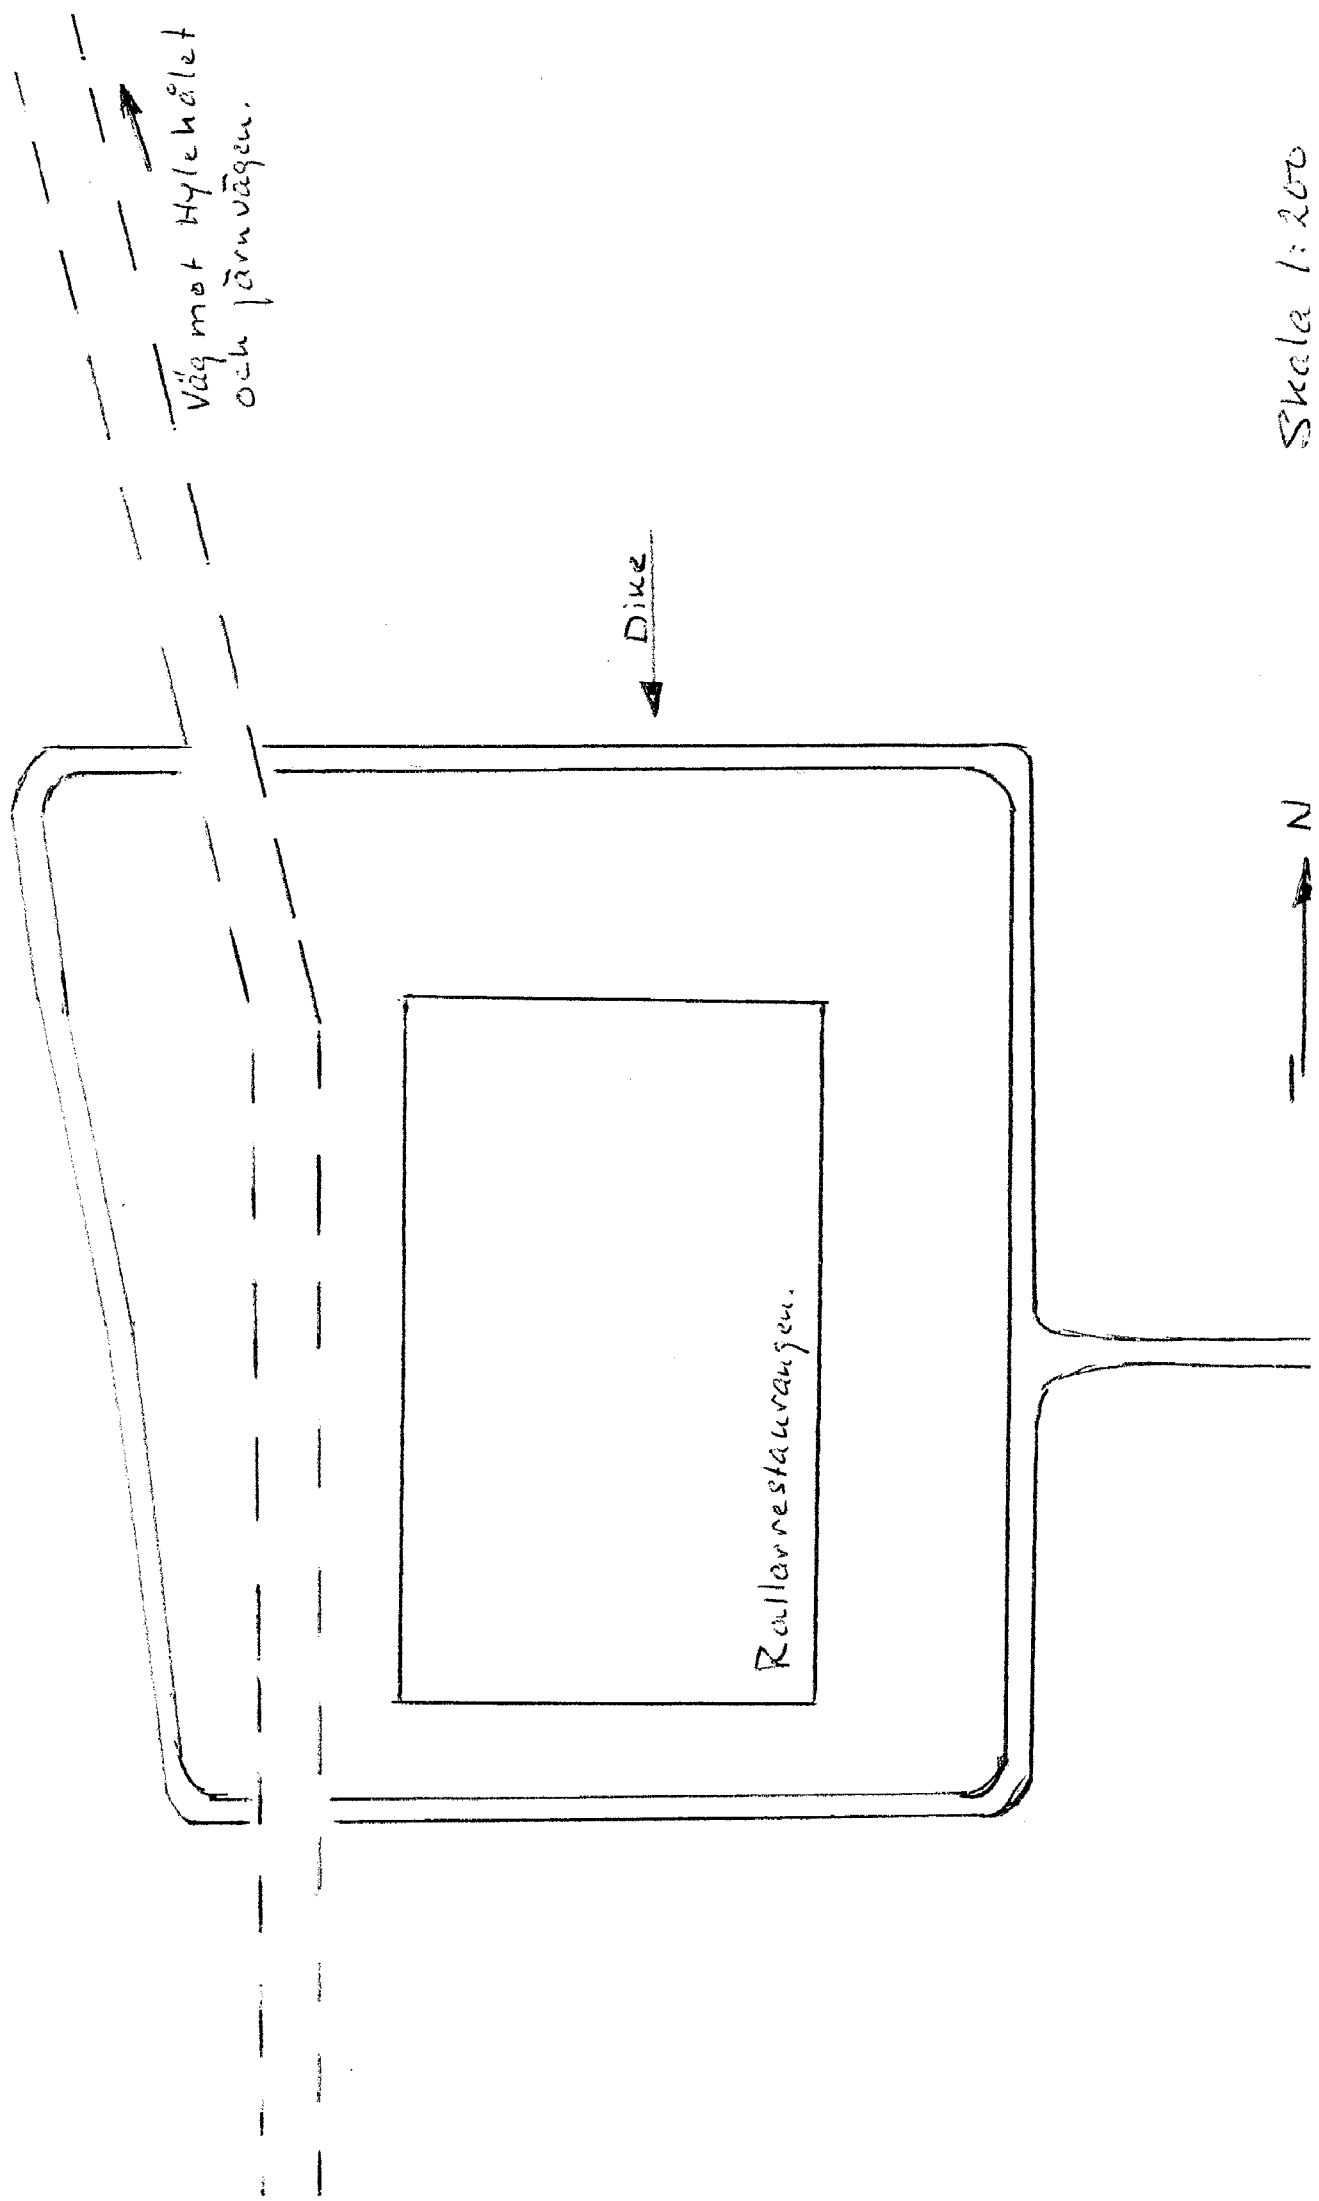 Väg mot Hylehålet
och järnvägen.
Dike
Rallarrestaurangen.
N
Skala 1:200